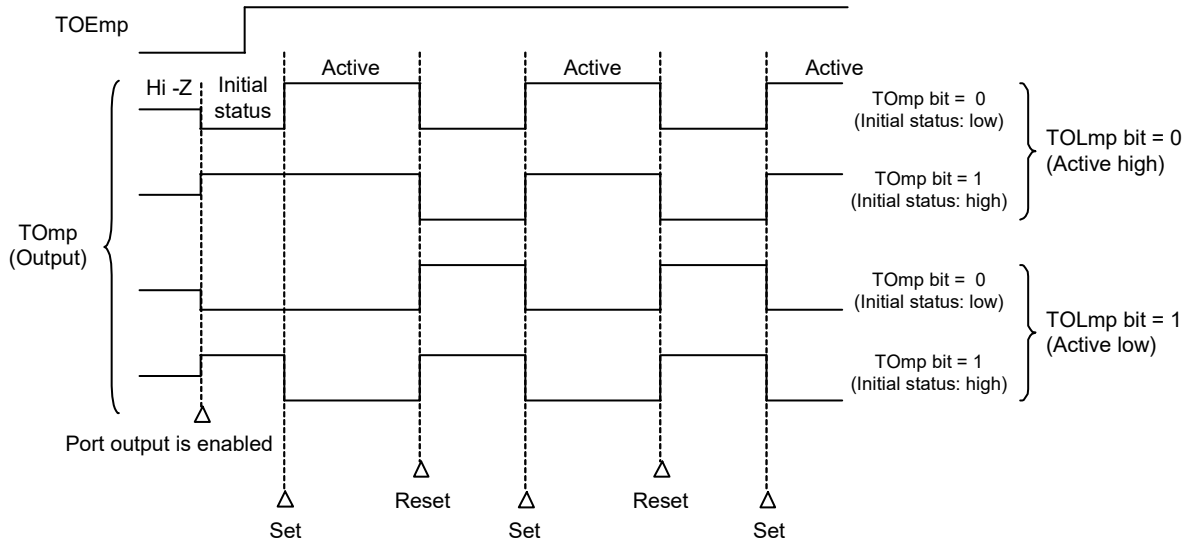 TOEmp
Hi -Z
Initial
status
Active
Active
Active
TOmp bit = 0
(Initial status: low)
TOmp bit = 1
(Initial status: high)
TOLmp bit = 0
(Active high)
TOmp
(Output)
TOmp bit = 0
(Initial status: low)
TOmp bit = 1
(Initial status: high)
TOLmp bit = 1
(Active low)
Port output is enabled
Set
Reset
Set
Reset
Set